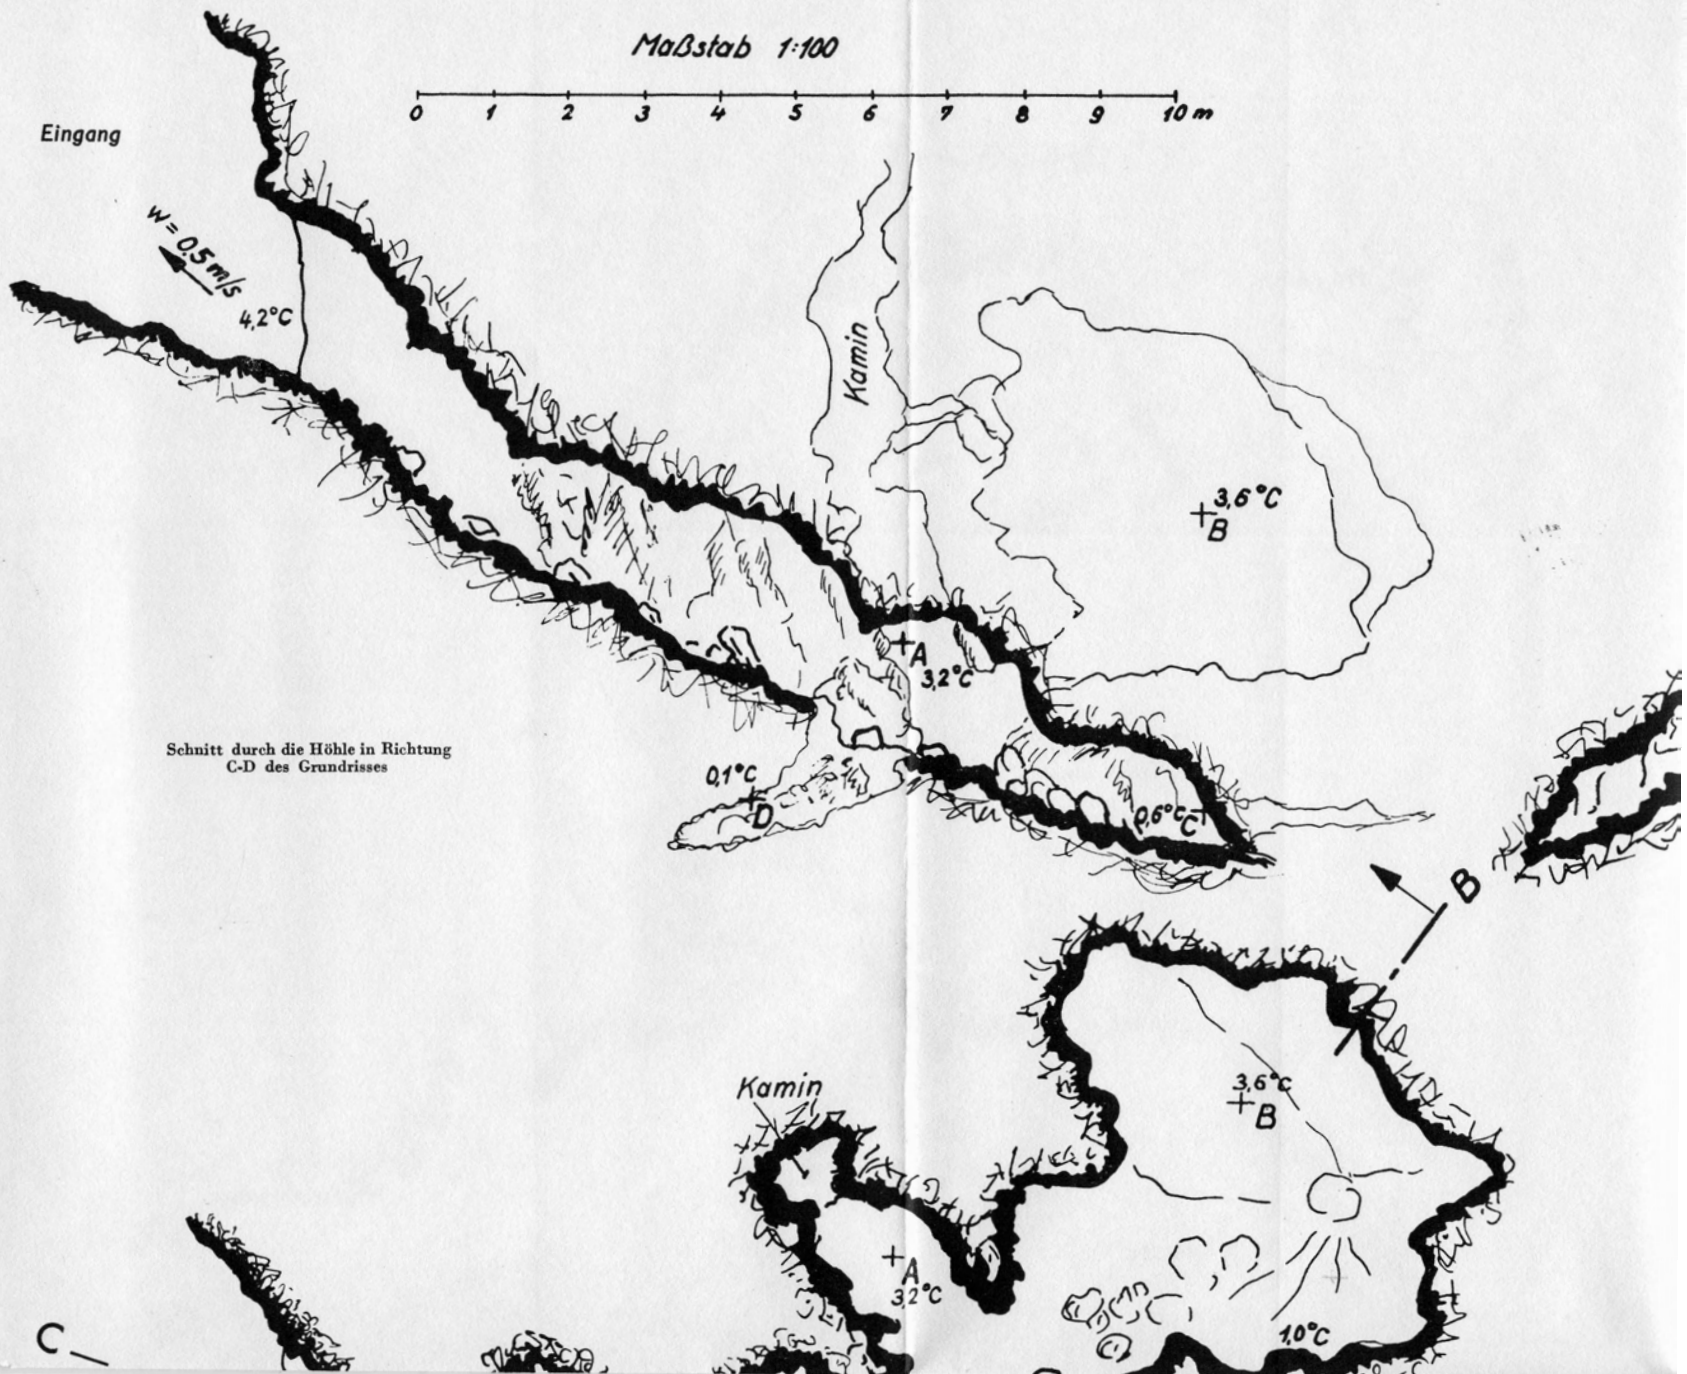 Maßstab 1:100
0 1 2 3 4 5 6 7 8 9 10 m
Eingang
w = 0,5 m/s
4,2°C
Kamin
3,6°C
B
A
3,2°C
Schnitt durch die Höhle in Richtung
C-D des Grundrisses
0,1°C
D
0,6°C
C
B
Kamin
3,6°C
B
A
3,2°C
1,0°C
C